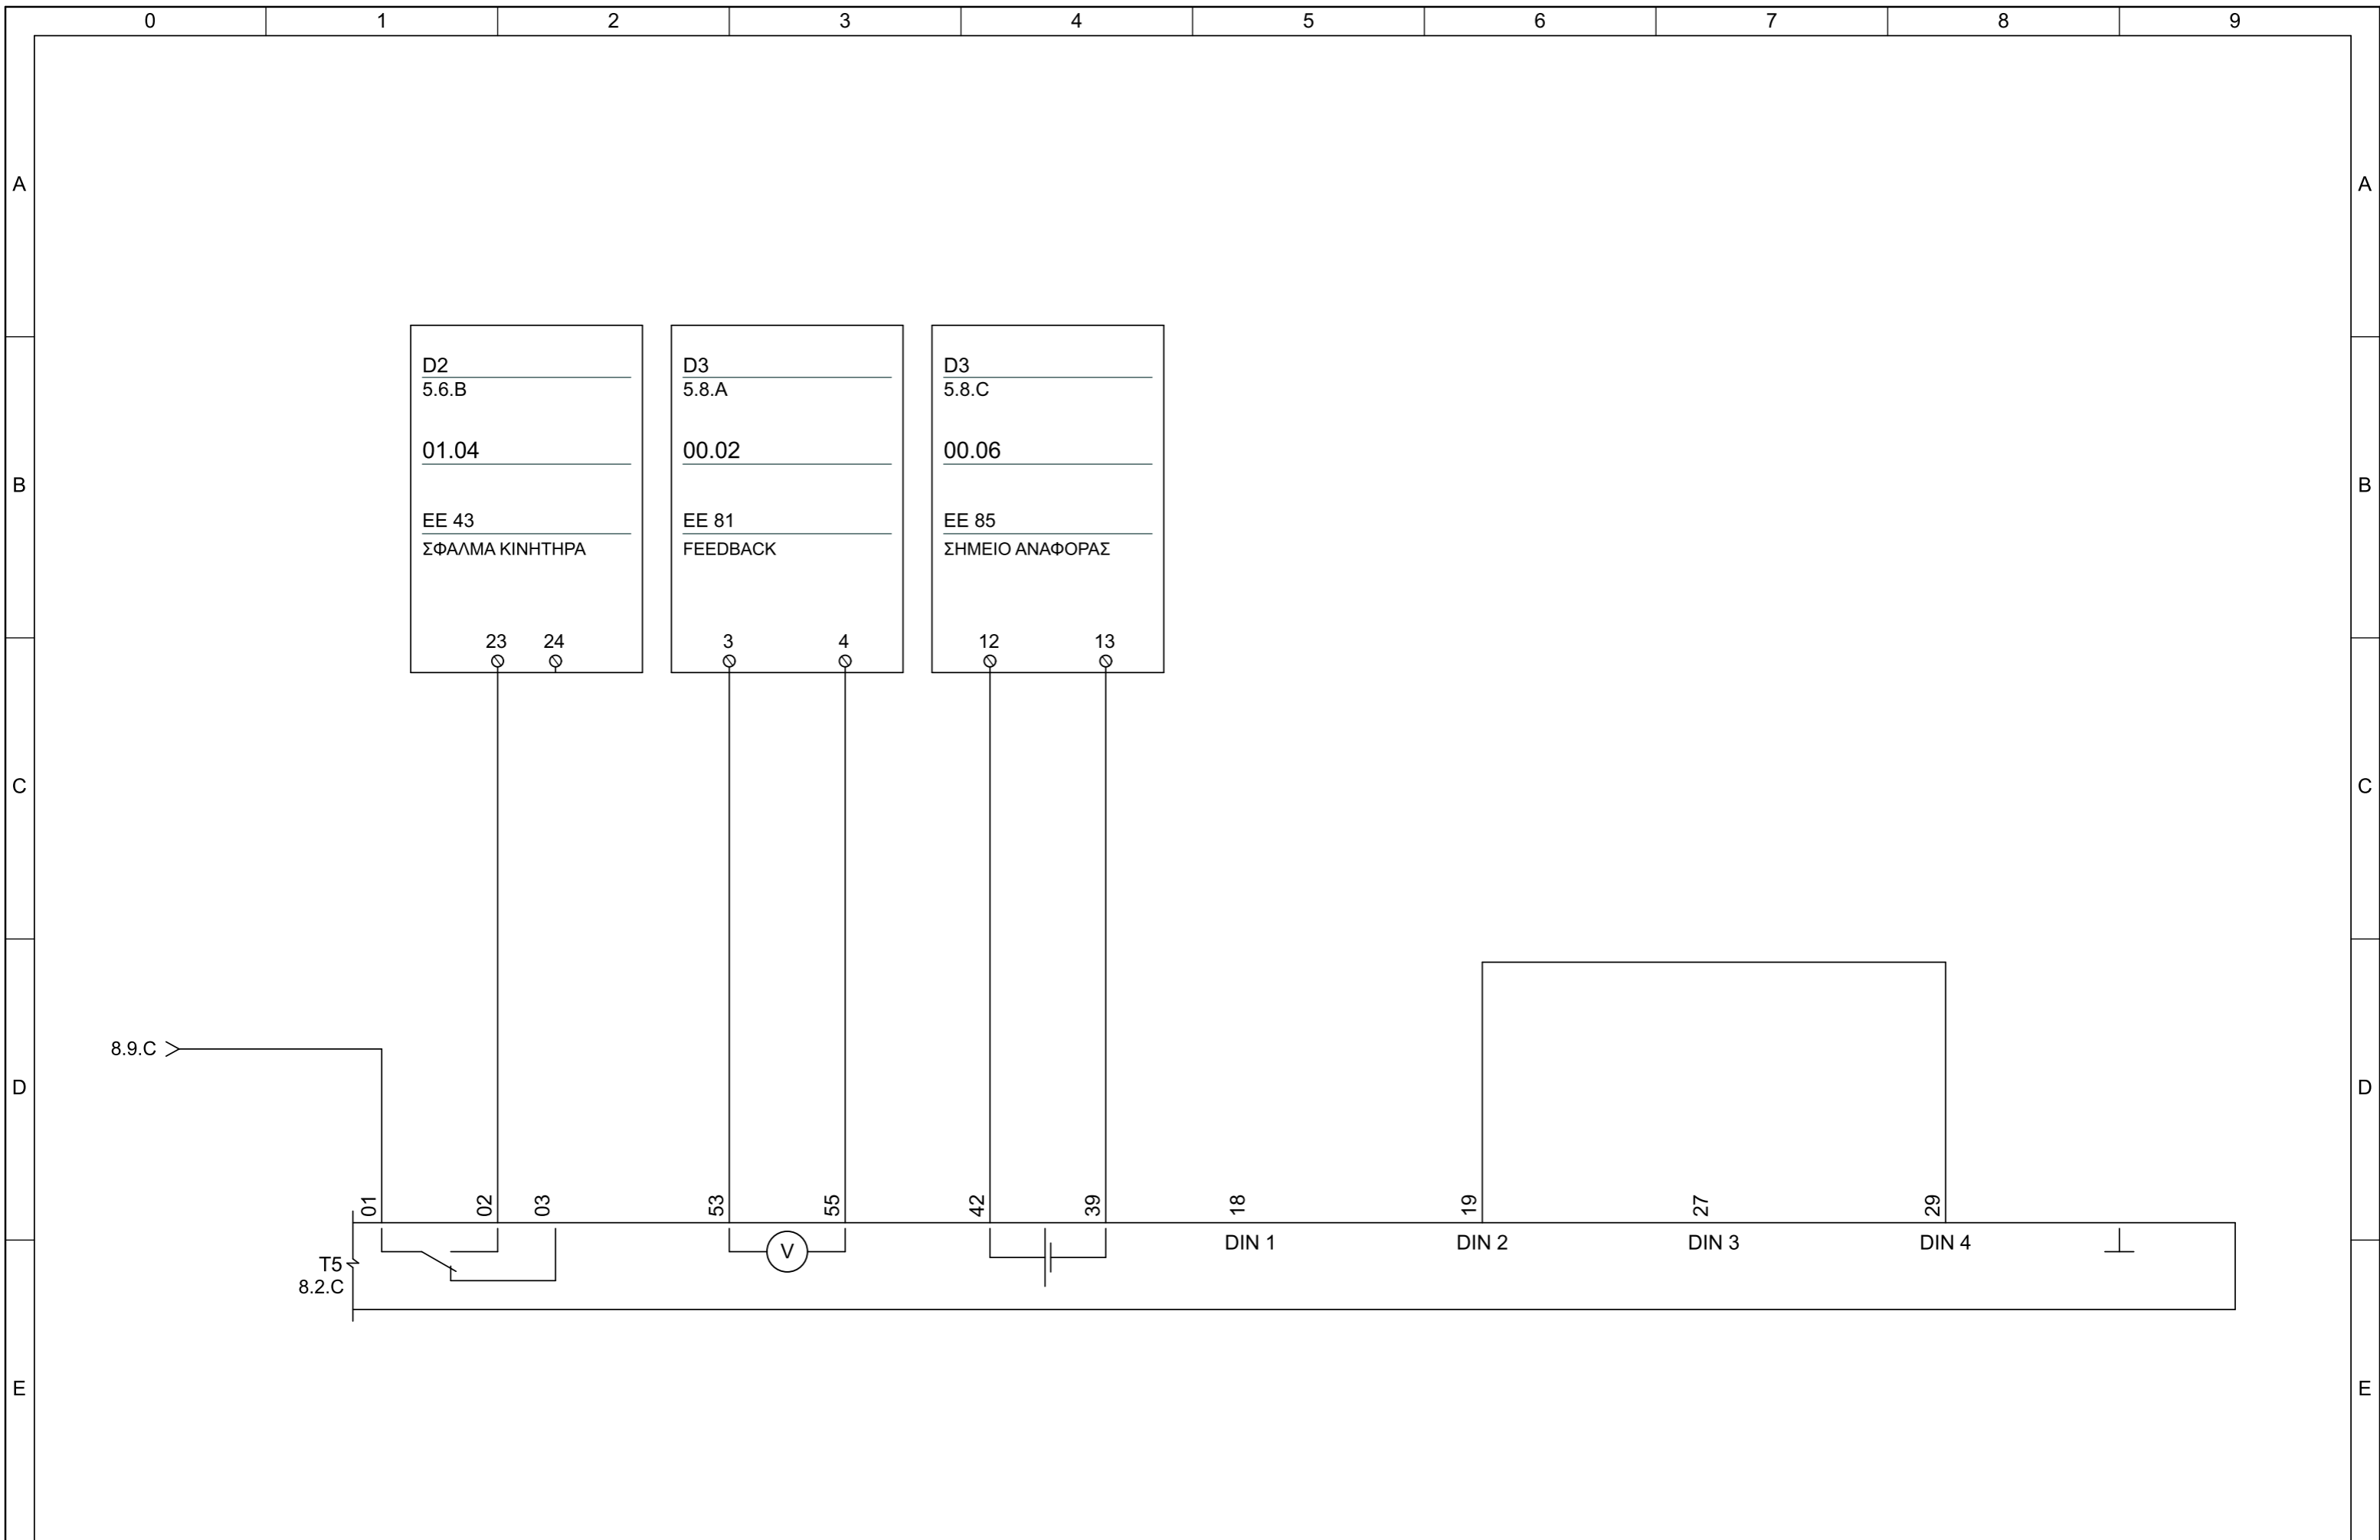 0 1 2 3 4 5 6 7 8 9
A A
D2 D3 D3
5.6.B 5.8.A 5.8.C
01.04 00.02 00.06
B B
EE 43 EE 81 EE 85
ΣΦΑΛΜΑ ΚΙΝΗΤΗΡΑ FEEDBACK ΣΗΜΕΙΟ ΑΝΑΦΟΡΑΣ
23 24 3 4 12 13
C C
8.9.C
D D
01 02 03 53 55 42 39 18 19 27 29
DIN 1 DIN 2 DIN 3 DIN 4
V
T5
8.2.C
E E